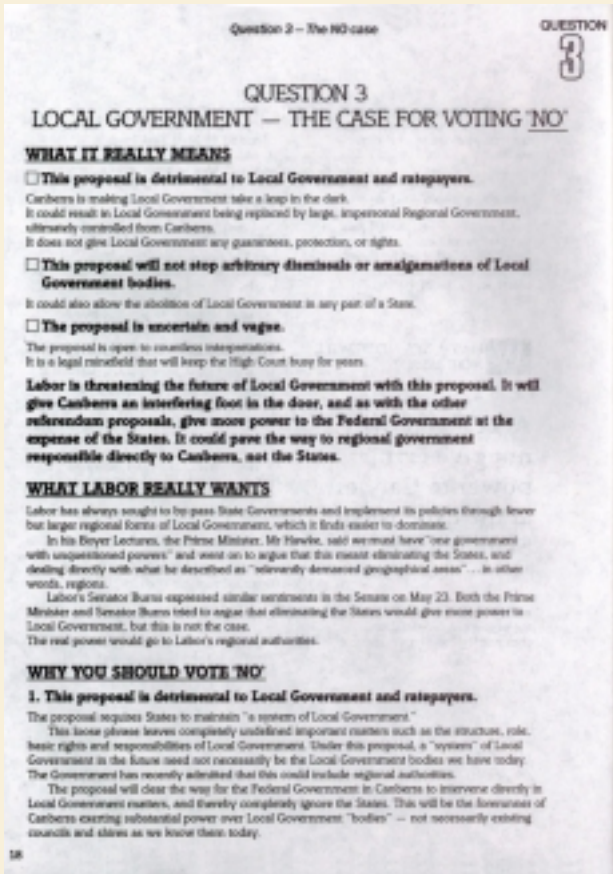 Question 3 – The NO case
QUESTION
3
QUESTION 3
LOCAL GOVERNMENT — THE CASE FOR VOTING 'NO'
WHAT IT REALLY MEANS
□ This proposal is detrimental to Local Government and ratepayers.
Canberra is making Local Government take a leap in the dark.
It could result in Local Government being replaced by large, impersonal Regional Government,
ultimately controlled from Canberra.
It does not give Local Government any guarantees, protection, or rights.
□ This proposal will not stop arbitrary dismissals or amalgamations of Local
Government bodies.
It could also allow the abolition of Local Government in any part of a State.
□ The proposal is uncertain and vague.
The proposal is open to countless interpretations.
It is a legal minefield that will keep the High Court busy for years.
Labor is threatening the future of Local Government with this proposal. It will
give Canberra an interfering foot in the door, and as with the other
referendum proposals, give more power to the Federal Government at the
expense of the States. It could pave the way to regional government
responsible directly to Canberra, not the States.
WHAT LABOR REALLY WANTS
Labor has always sought to by-pass State Governments and implement its policies through fewer
but larger regional forms of Local Government, which it finds easier to dominate.
In his Boyer Lectures, the Prime Minister, Mr Hawke, said we must have "one government
with unquestioned powers" and went on to argue that this meant eliminating the States, and
dealing directly with what he described as "relevantly demarced geographical areas" ... in other
words, regions.
Labor's Senator Burns expressed similar sentiments in the Senate on May 23. Both the Prime
Minister and Senator Burns tried to argue that eliminating the States would give more power to
Local Government, but this is not the case.
The real power would go to Labor's regional authorities.
WHY YOU SHOULD VOTE 'NO'
1. This proposal is detrimental to Local Government and ratepayers.
The proposal requires States to maintain "a system of Local Government."
This loose phrase leaves completely undefined important matters such as the structure, role,
basic rights and responsibilities of Local Government. Under this proposal, a "system" of Local
Government in the future need not necessarily be the Local Government bodies we have today.
The Government has recently admitted that this could include regional authorities.
The proposal will clear the way for the Federal Government in Canberra to intervene directly in
Local Government matters, and thereby completely ignore the States. This will be the forerunner of
Canberra exerting substantial power over Local Government "bodies" — not necessarily existing
councils and shires as we know them today.
18